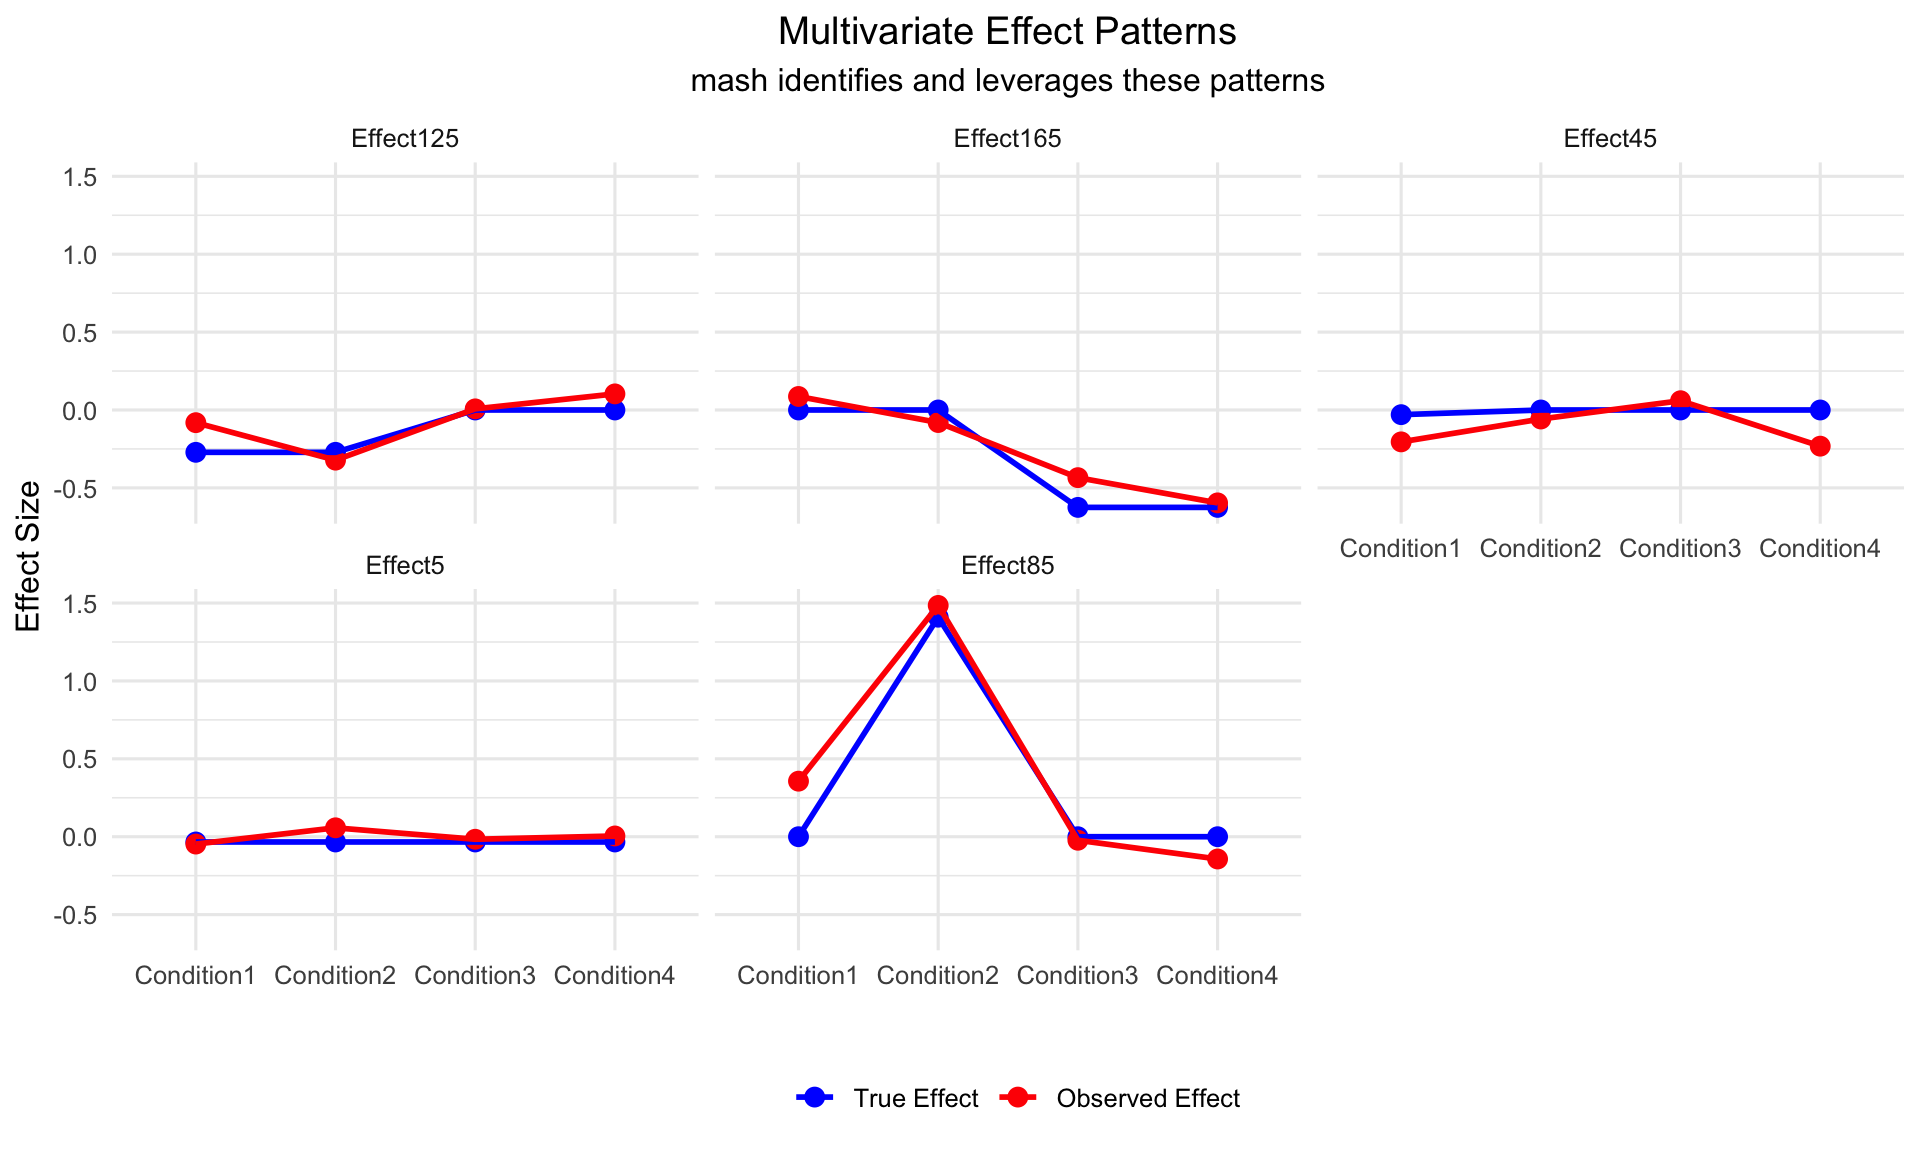 Multivariate Effect Patterns
mash identifies and leverages these patterns
Effect125
Effect165
Effect45
1.5
1.0
0.5
0.0
-0.5
Condition1 Condition2 Condition3 Condition4
Effect Size
Effect5
Effect85
1.5
1.0
0.5
0.0
-0.5
Condition1 Condition2 Condition3 Condition4
Condition1 Condition2 Condition3 Condition4
True Effect
Observed Effect